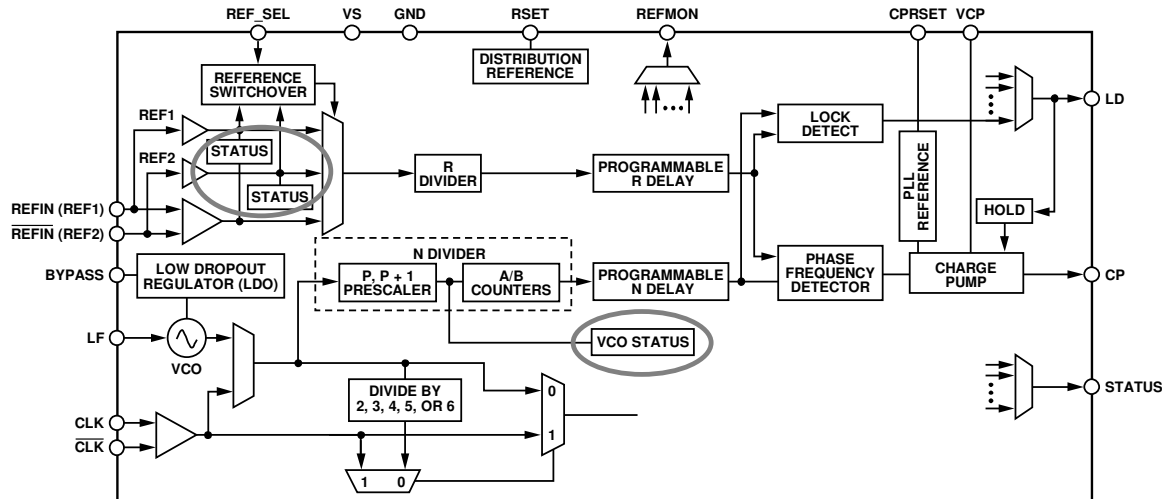 REF_SEL
VS
GND
RSET
REFMON
CPRSET
VCP
REFERENCE
SWITCHOVER
DISTRIBUTION
REFERENCE
REF1
STATUS
REF2
STATUS
R
DIVIDER
PROGRAMMABLE
R DELAY
LOCK
DETECT
LD
PLL
REFERENCE
HOLD
REFIN (REF1)
REFIN (REF2)
BYPASS
LOW DROPOUT
REGULATOR (LDO)
N DIVIDER
P, P + 1
PRESCALER
A/B
COUNTERS
PROGRAMMABLE
N DELAY
PHASE
FREQUENCY
DETECTOR
CHARGE
PUMP
CP
LF
VCO
VCO STATUS
STATUS
DIVIDE BY
2, 3, 4, 5, OR 6
0
1
CLK
CLK
1 0